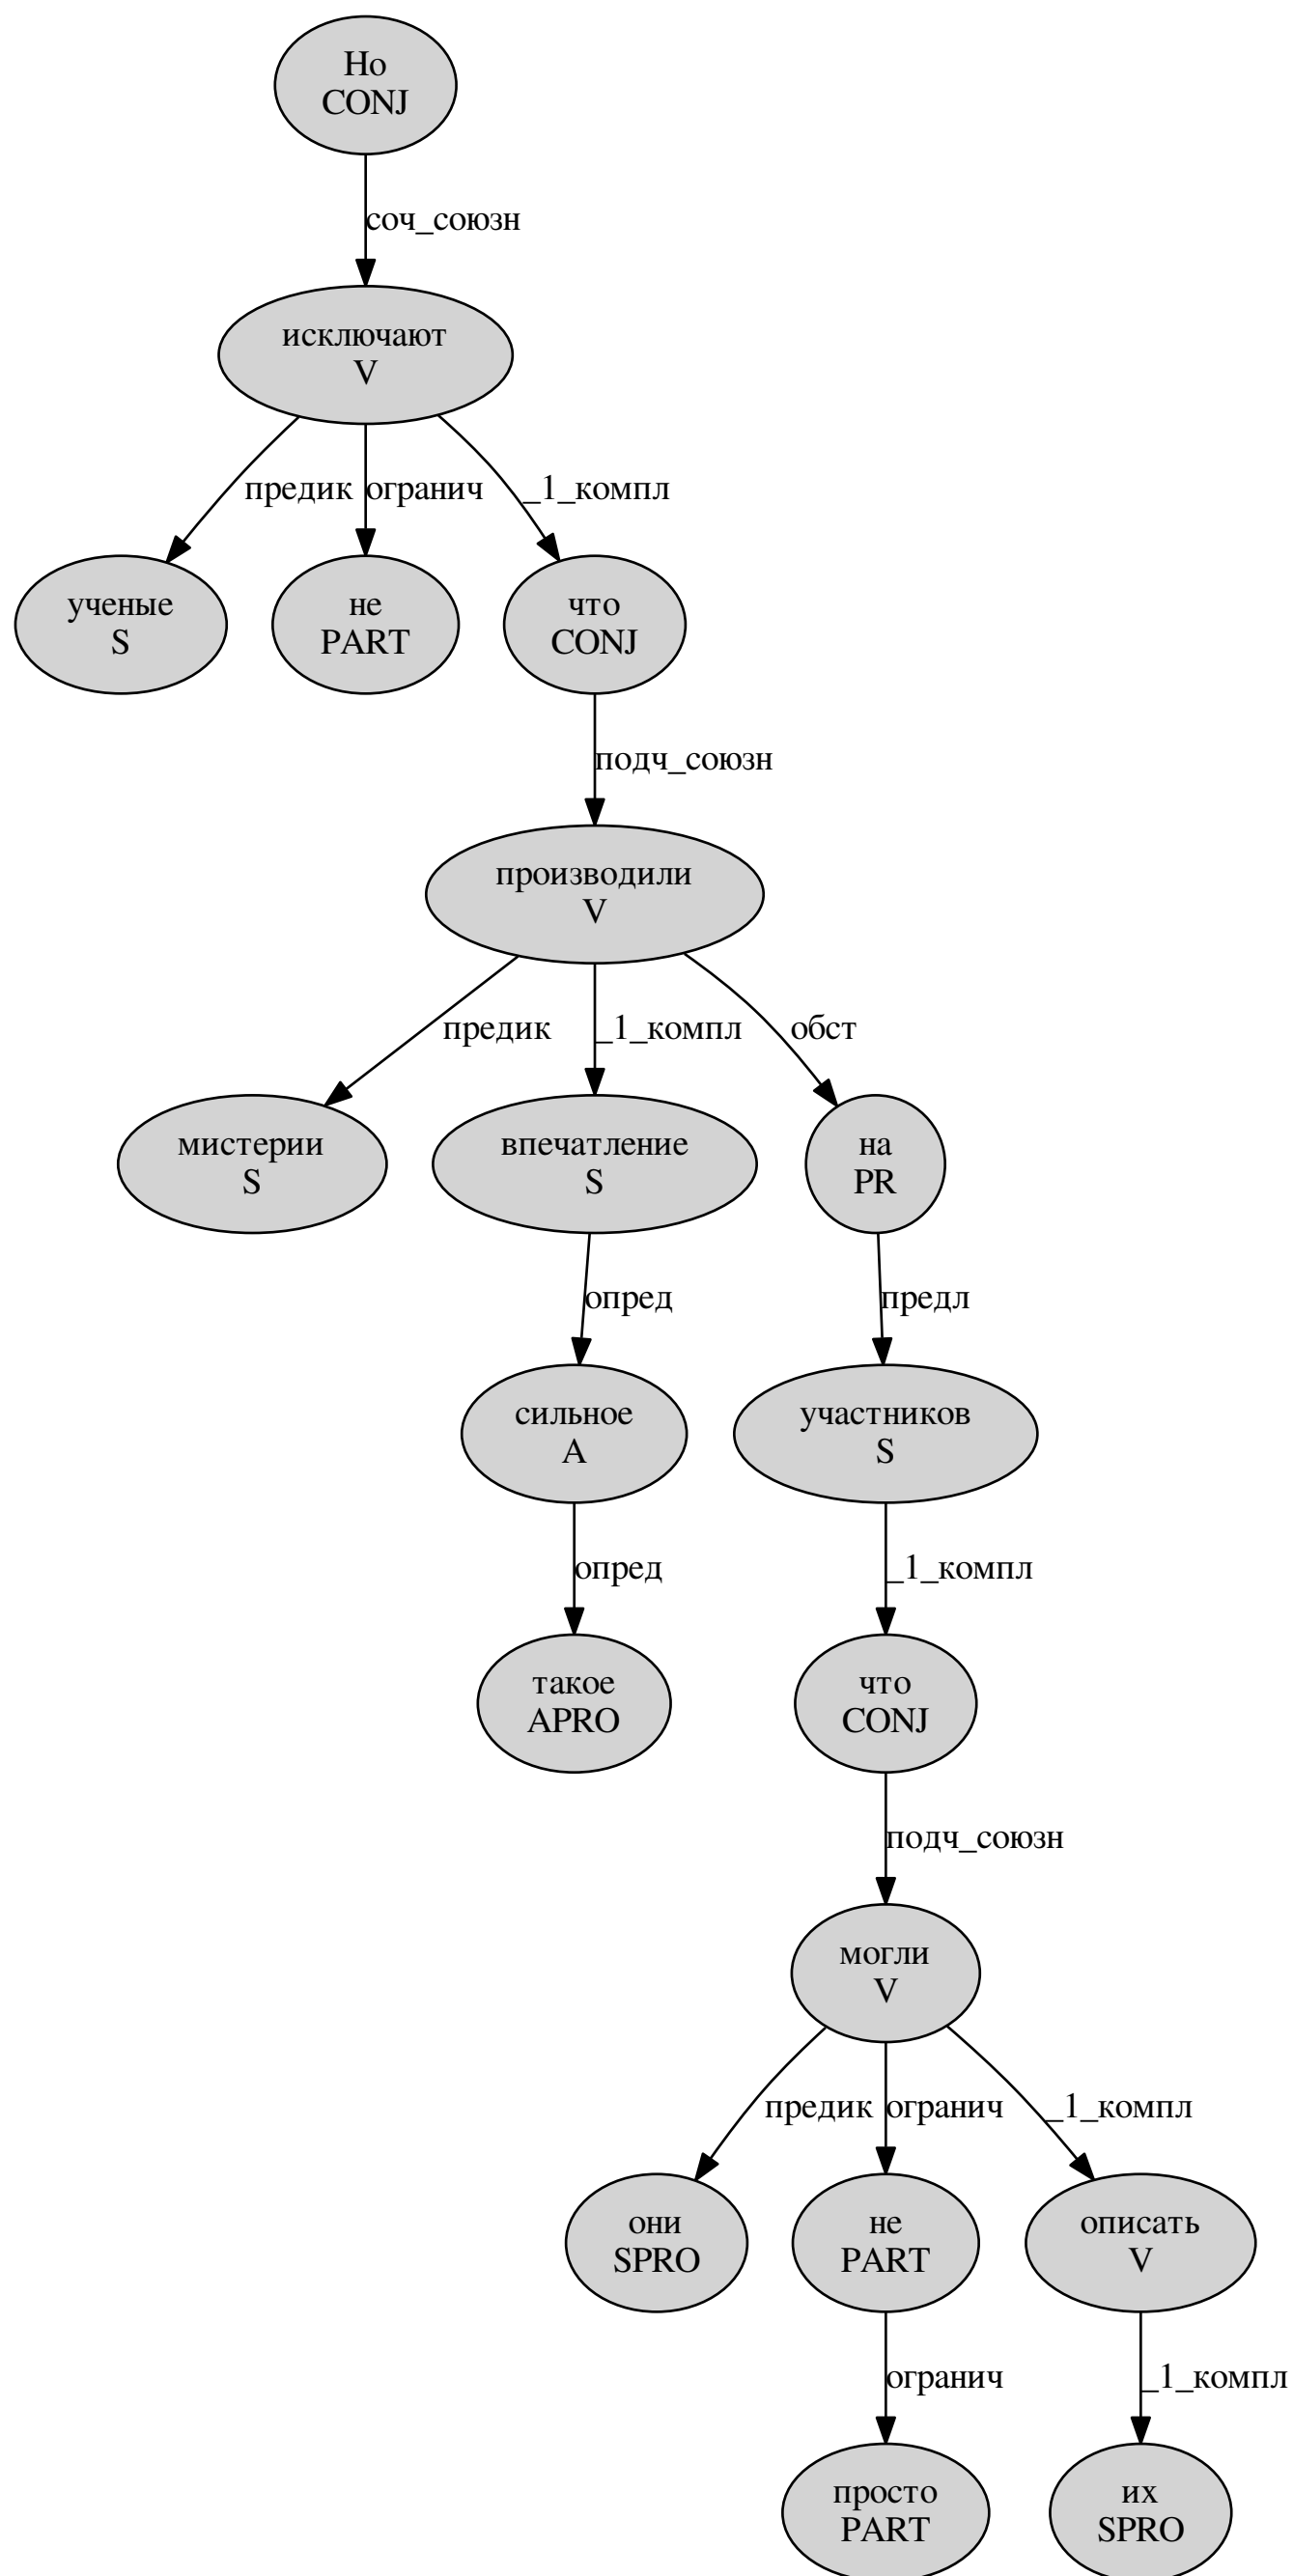 Но
CONJ
соч_союзн
исключают
V
предик
огранич
_1_компл
ученые
S
не
PART
что
CONJ
подч_союзн
производили
V
предик
_1_компл
обст
мистерии
S
впечатление
S
на
PR
опред
предл
сильное
A
участников
S
опред
_1_компл
такое
APRO
что
CONJ
подч_союзн
могли
V
предик
огранич
_1_компл
они
SPRO
не
PART
описать
V
огранич
_1_компл
просто
PART
их
SPRO